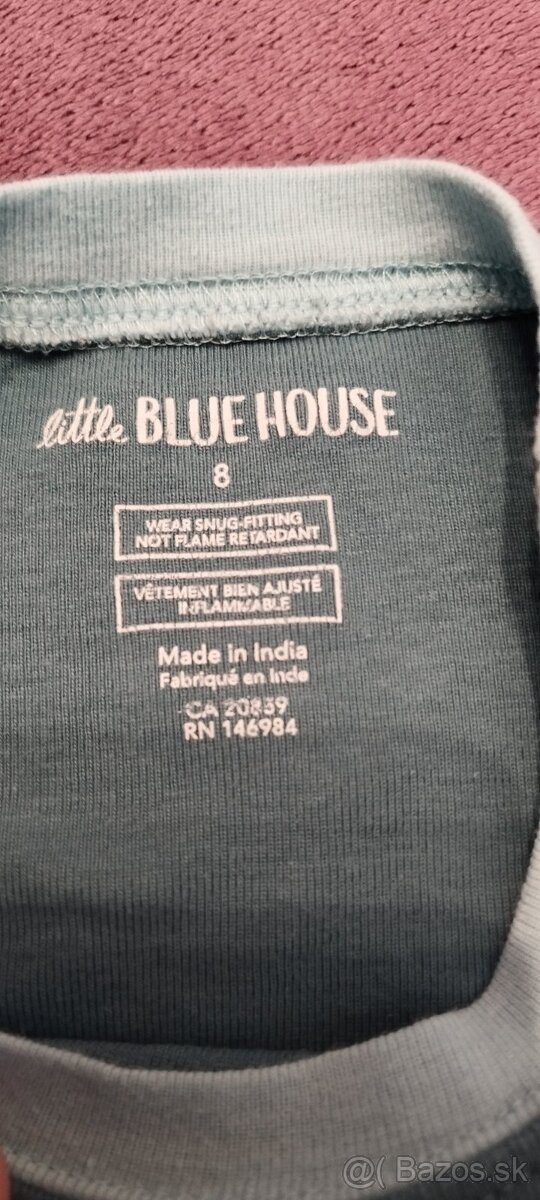 little BLUE HOUSE
8
WEAR SNUG-FITTING
NOT FLAME RETARDANT
VÊTEMENT BIEN AJUSTÉ
INFLAMMABLE
Made in India
Fabriqué en Inde
CA 20839
RN 146984
@( Bazos.sk